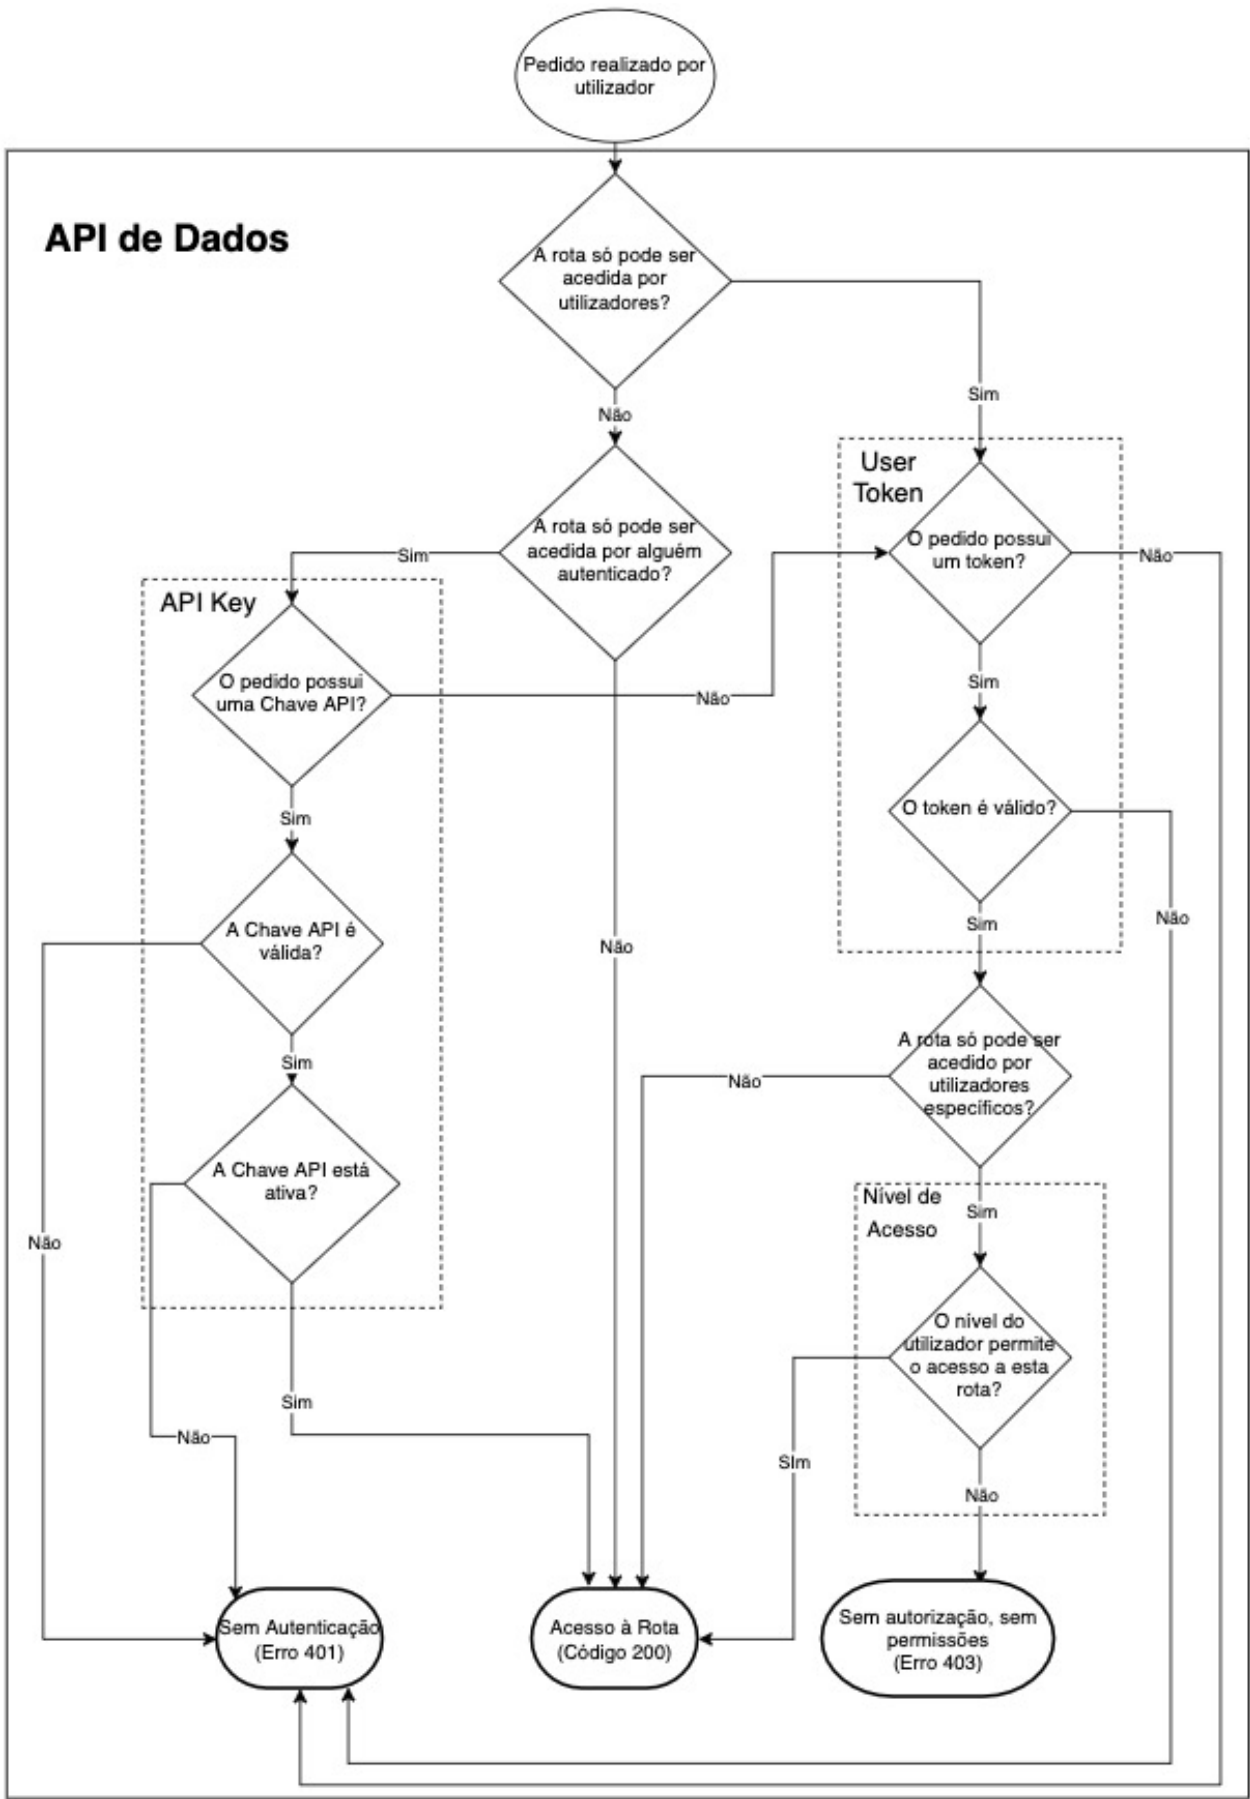 Pedido realizado por
utilizador
API de Dados
A rota só pode ser
acedida por
utilizadores?
Sim
Não
User
Token
A rota só pode ser
acedida por alguém
autenticado?
Sim
O pedido possui
um token?
Não
API Key
O pedido possui
uma Chave API?
Não
Sim
Sim
O token é válido?
Não
Sim
A Chave API é
válida?
Não
Sim
A rota só pode ser
acedido por
utilizadores
específicos?
Não
Sim
A Chave API está
ativa?
Nível de
Acesso
Sim
Não
O nível do
utilizador permite
o acesso a esta
rota?
Sim
Não
SIm
Não
Sem Autenticação
(Erro 401)
Acesso à Rota
(Código 200)
Sem autorização, sem
permissões
(Erro 403)